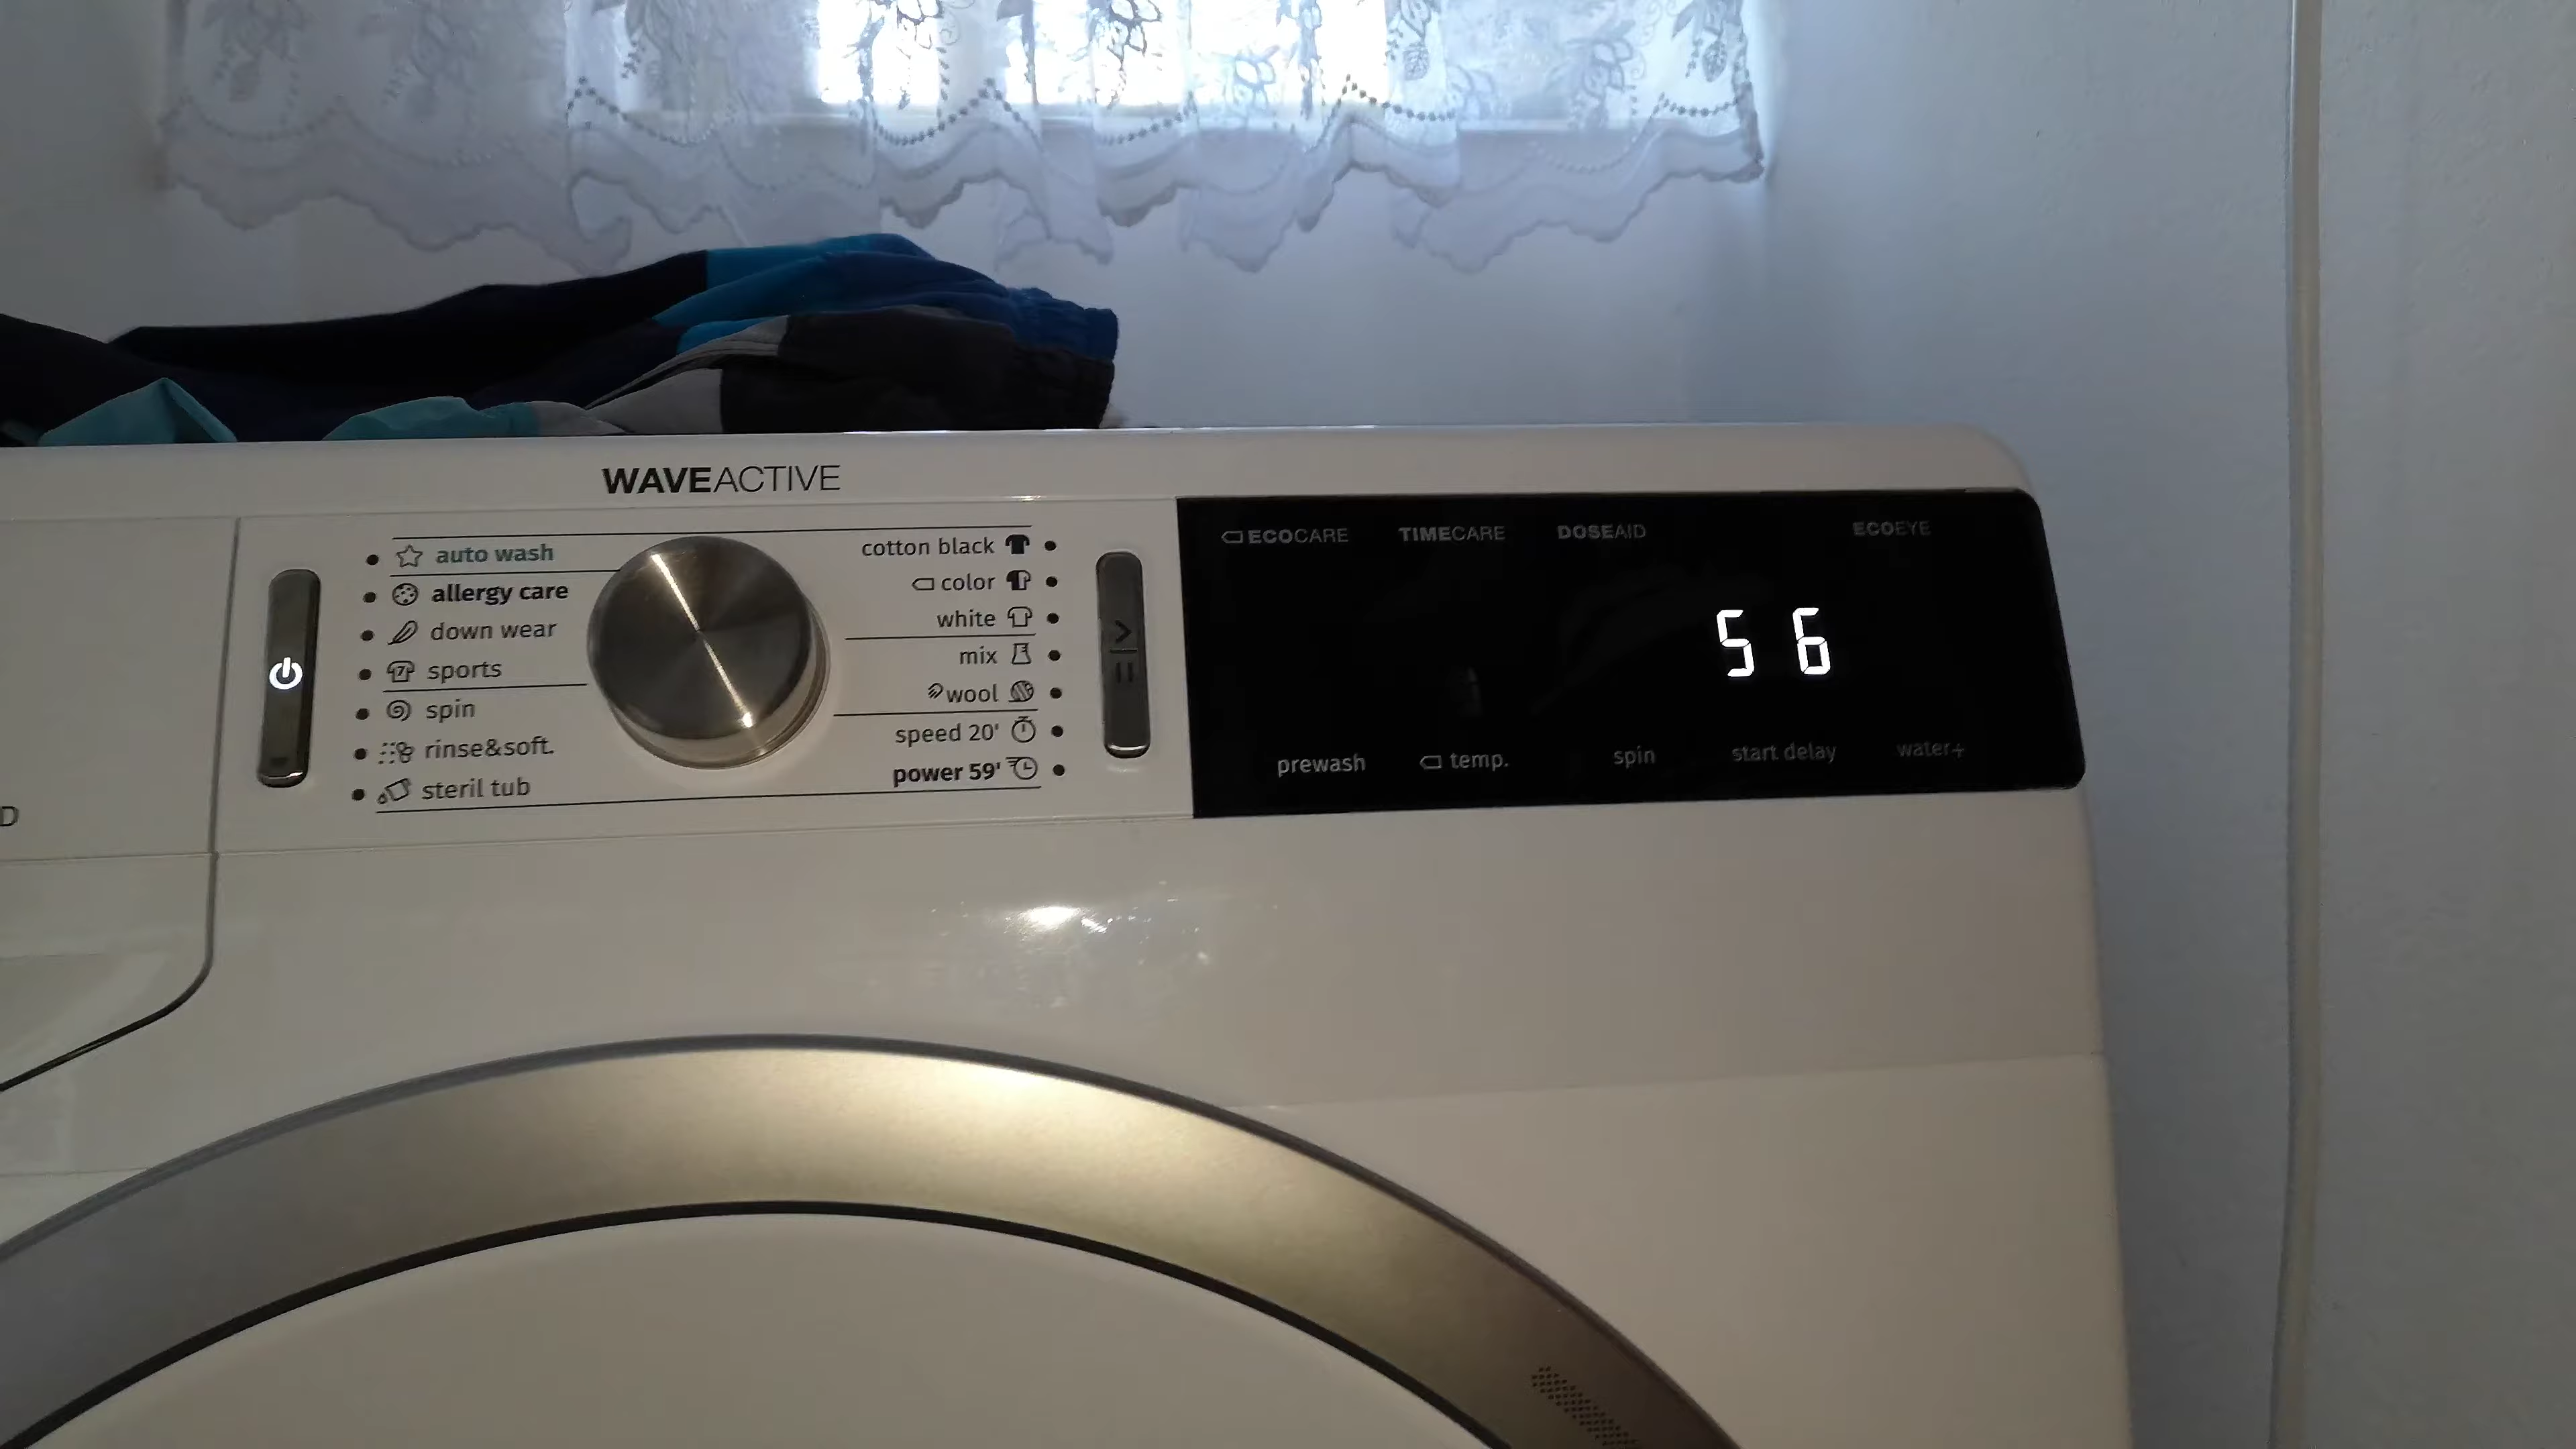 WAVEACTIVE
auto wash
allergy care
down wear
sports
spin
rinse&soft.
steril tub
cotton black
color
white
mix
wool
speed 20'
power 59'
ECOCARE TIMECARE DOSEAID ECOEYE
56
prewash temp. spin start delay water+
D